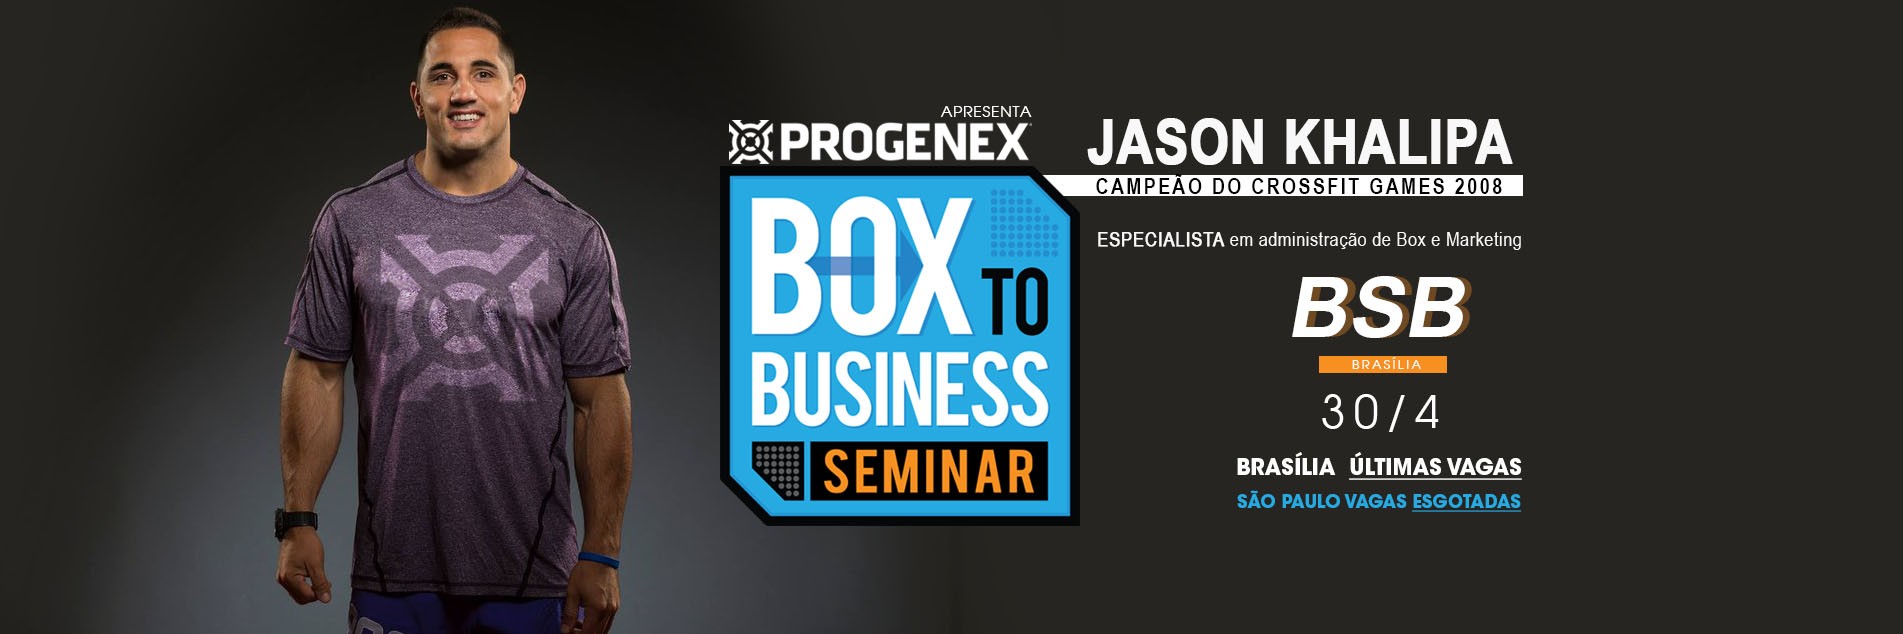 APRESENTA
PROGENEX
BOX TO
BUSINESS
SEMINAR
JASON KHALIPA
CAMPEÃO DO CROSSFIT GAMES 2008
ESPECIALISTA em administração de Box e Marketing
BSB
BRASÍLIA
30/4
BRASÍLIA ÚLTIMAS VAGAS
SÃO PAULO VAGAS ESGOTADAS